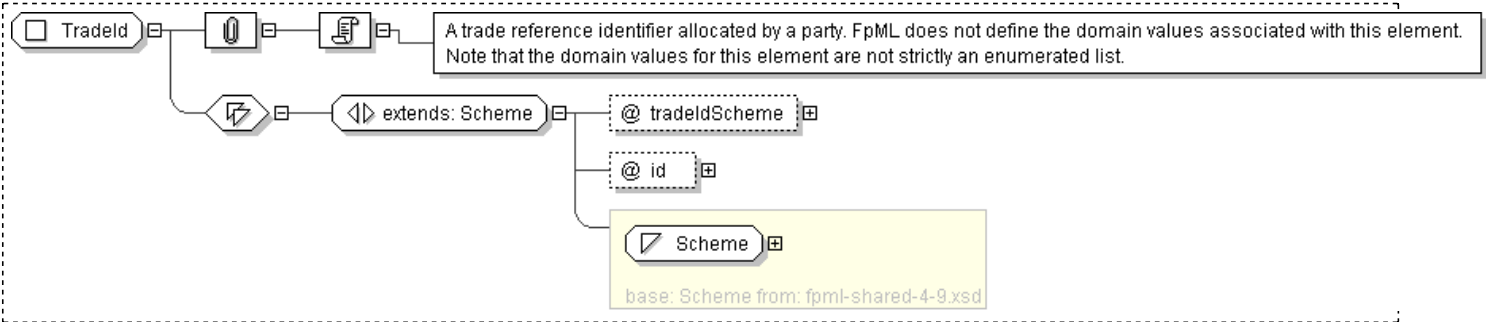 TradeId
A trade reference identifier allocated by a party. FpML does not define the domain values associated with this element.
Note that the domain values for this element are not strictly an enumerated list.
extends: Scheme
@ tradeIdScheme
@ id
Scheme
base: Scheme from: fpml-shared-4-9.xsd